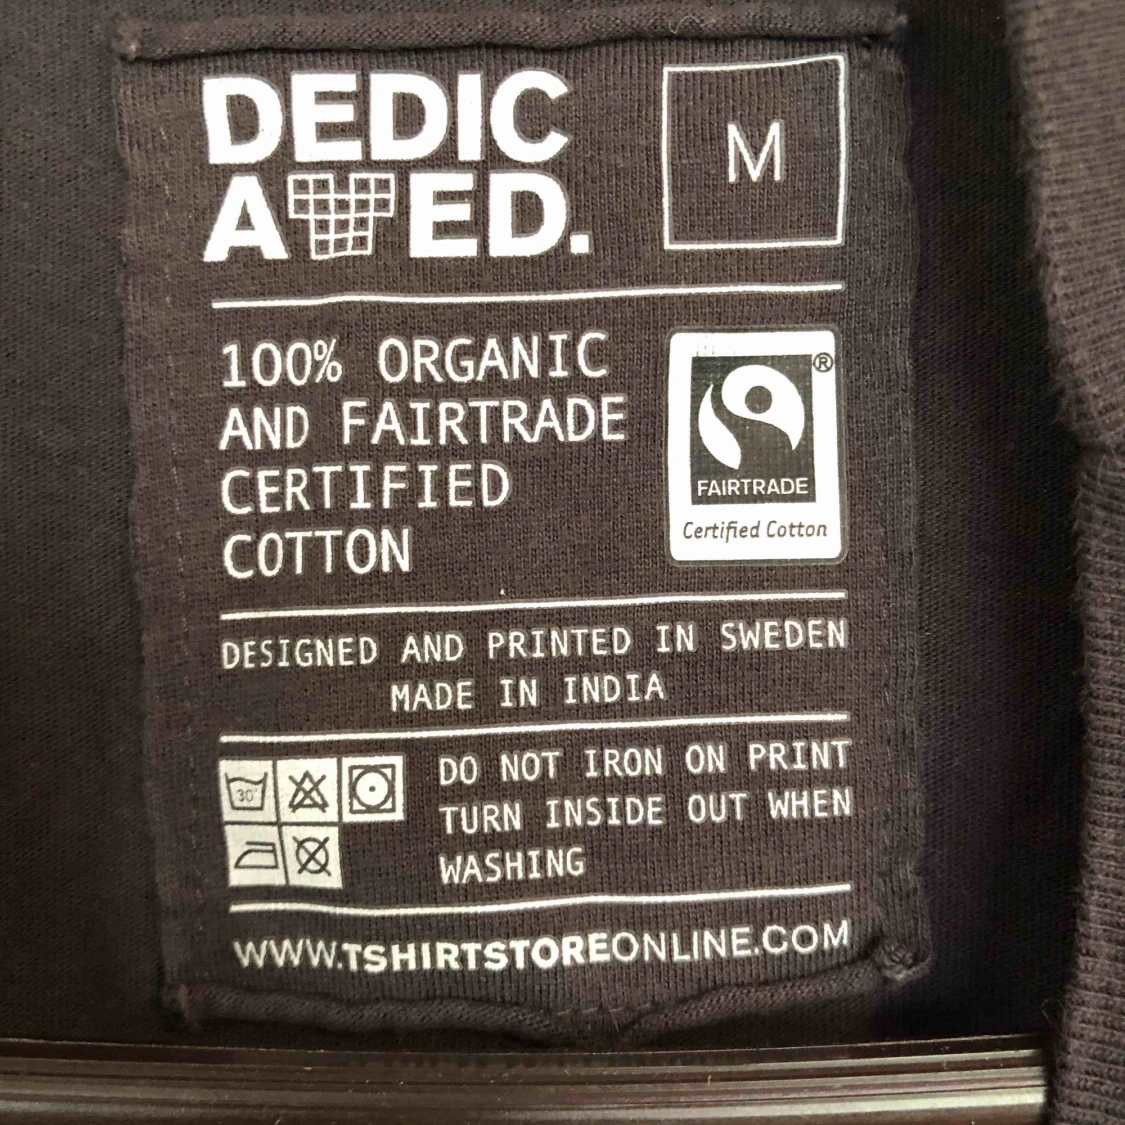 DEDIC
A ED.
M
100% ORGANIC
AND FAIRTRADE
CERTIFIED
COTTON
®
FAIRTRADE
Certified Cotton
DESIGNED AND PRINTED IN SWEDEN
MADE IN INDIA
30°
DO NOT IRON ON PRINT
TURN INSIDE OUT WHEN
WASHING
WWW.TSHIRTSTOREONLINE.COM